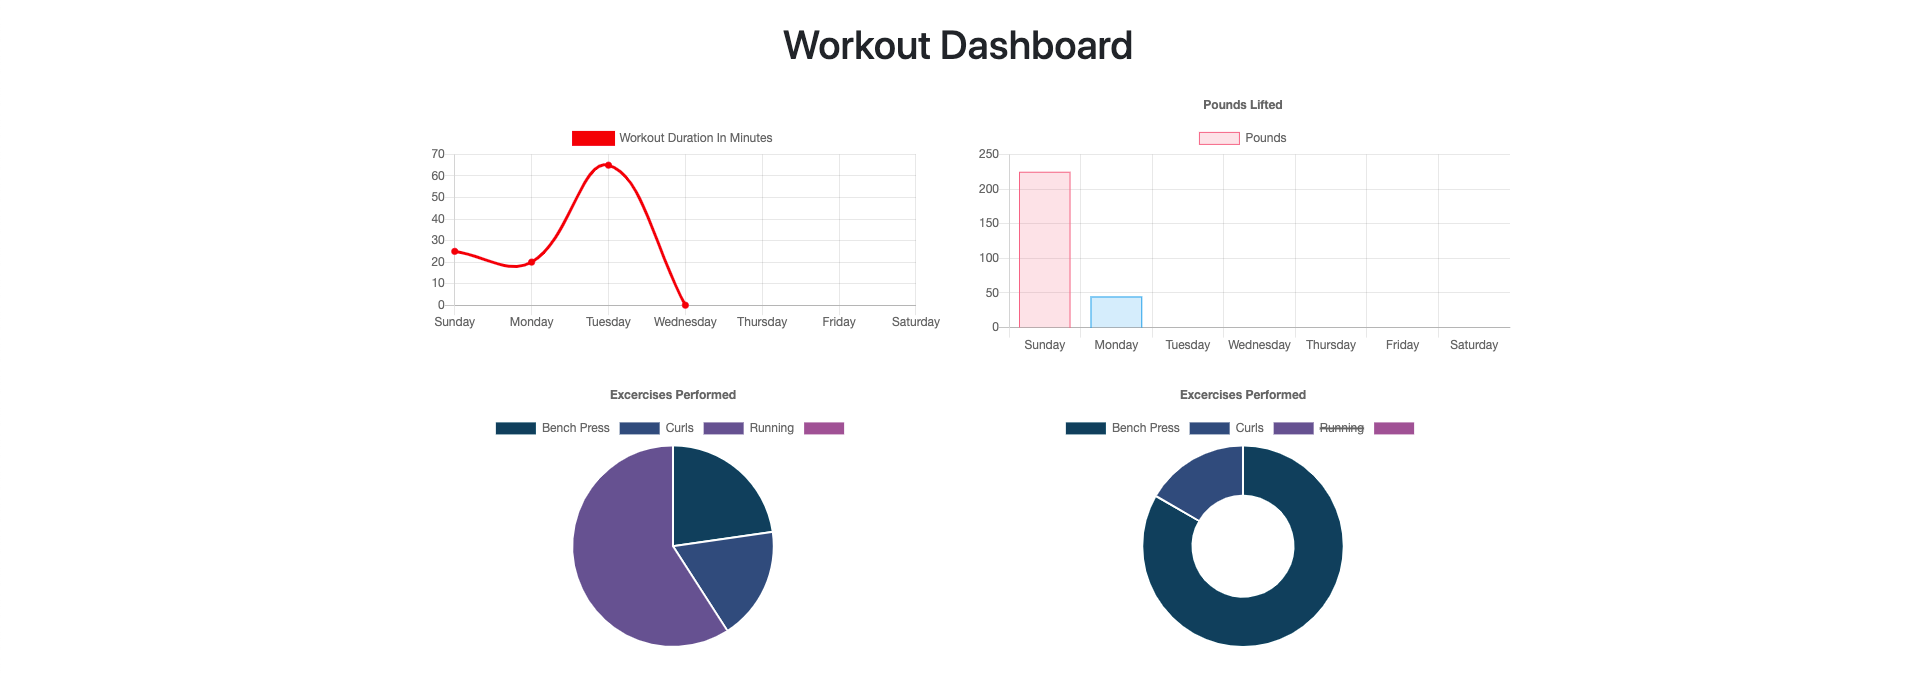 Workout Dashboard
Workout Duration In Minutes
70
60
50
40
30
20
10
0
Sunday Monday Tuesday Wednesday Thursday Friday Saturday
Pounds Lifted
Pounds
250
200
150
100
50
0
Sunday Monday Tuesday Wednesday Thursday Friday Saturday
Excercises Performed
Bench Press Curls Running
Excercises Performed
Bench Press Curls Running